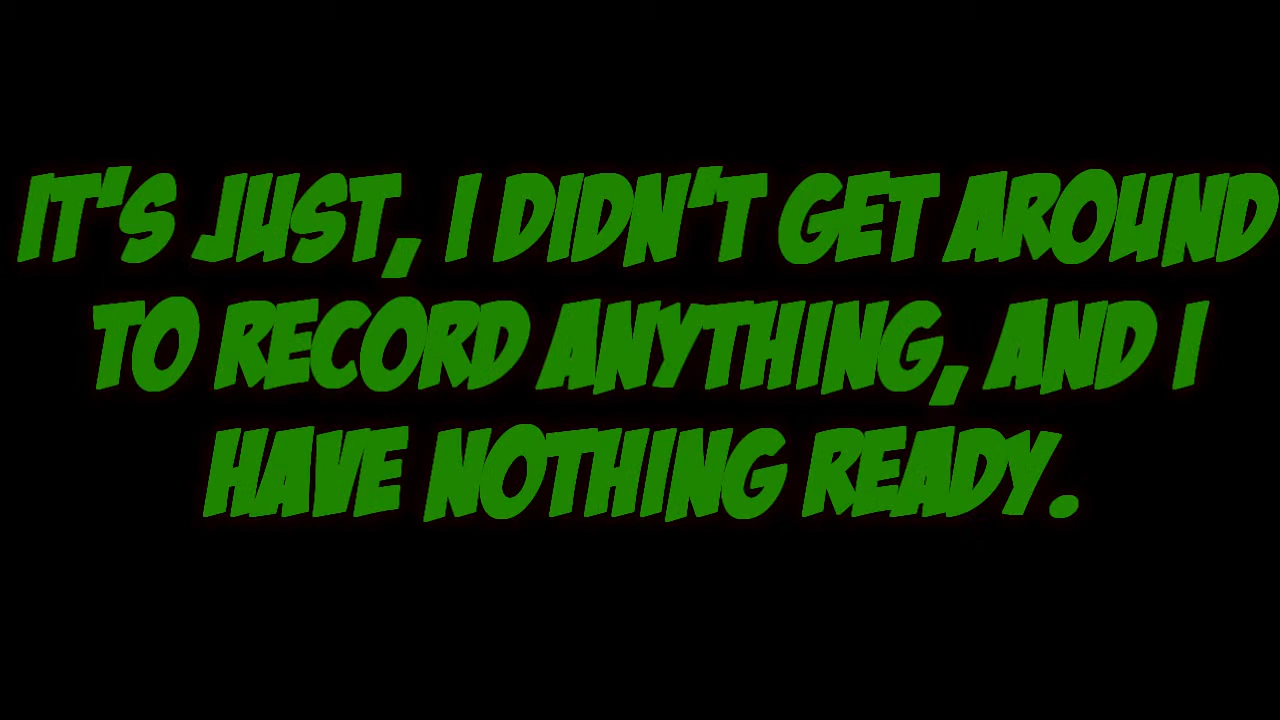 IT'S JUST, I DIDN'T GET AROUND
TO RECORD ANYTHING, AND I
HAVE NOTHING READY.